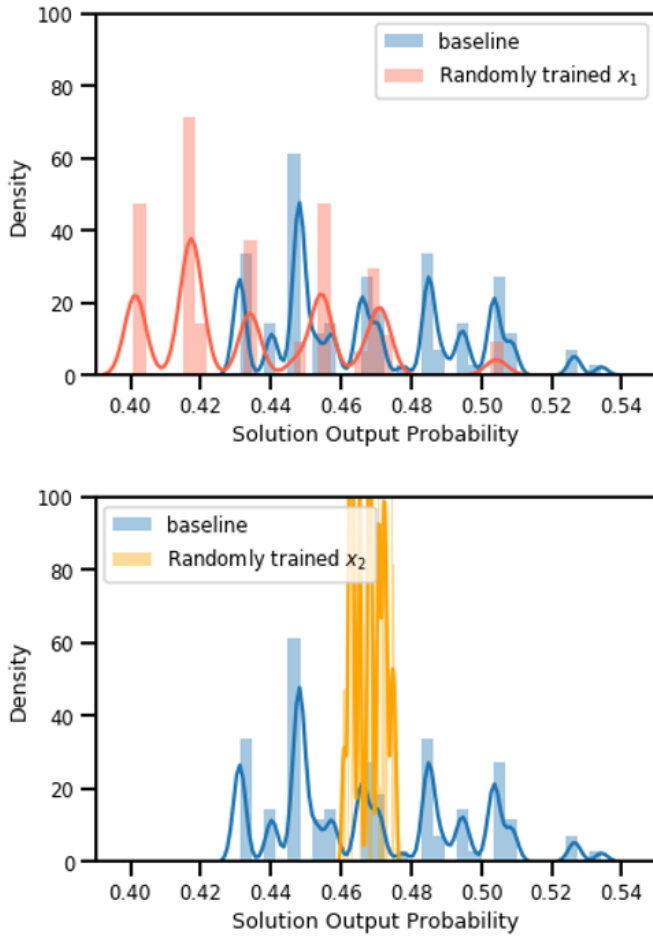 100
80
60
40
20
0
Density
baseline
Randomly trained x₁
0.40 0.42 0.44 0.46 0.48 0.50 0.52 0.54
Solution Output Probability
100
80
60
40
20
0
Density
baseline
Randomly trained x₂
0.40 0.42 0.44 0.46 0.48 0.50 0.52 0.54
Solution Output Probability